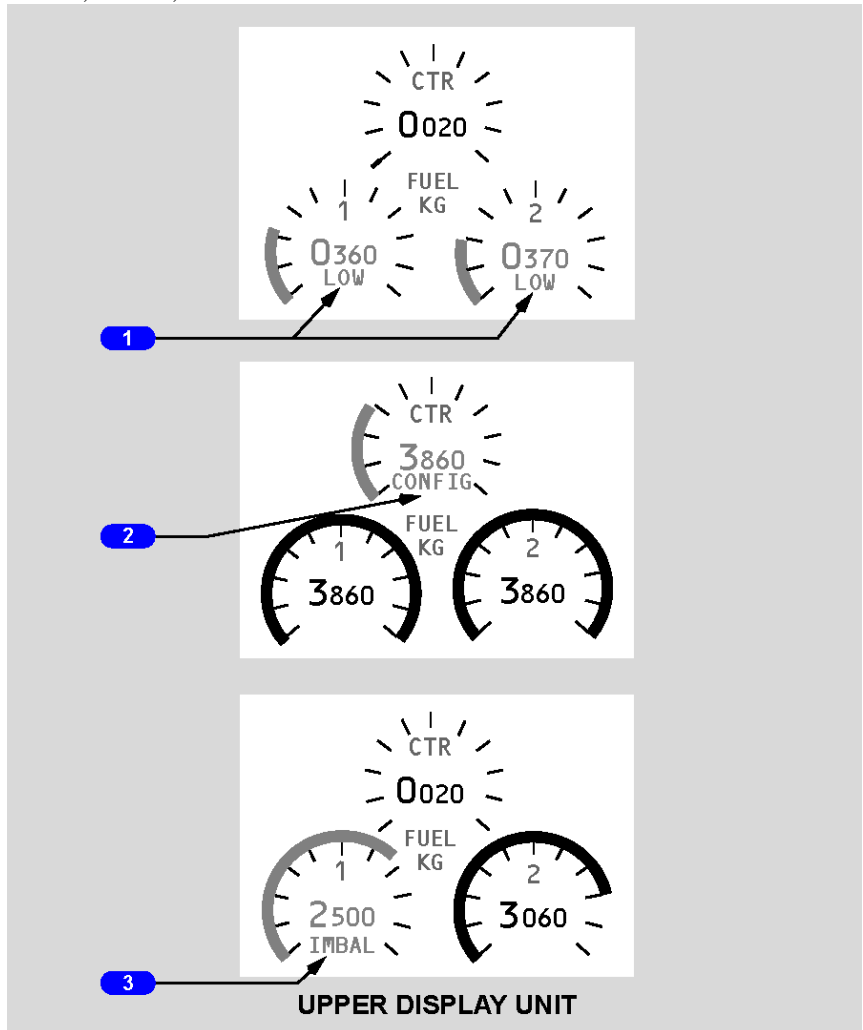 CTR
0020
FUEL
KG
1
2
0360
0370
LOW
LOW
1
CTR
3860
CONFIG
FUEL
KG
2
1
2
3860
3860
CTR
0020
FUEL
KG
1
2
2500
3060
IMBAL
3
UPPER DISPLAY UNIT